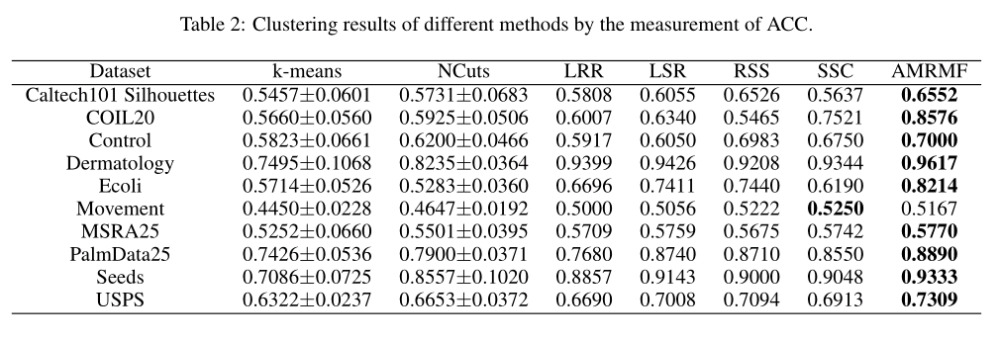 Table 2: Clustering results of different methods by the measurement of ACC.
Dataset k-means NCuts LRR LSR RSS SSC AMRMF
Caltech101 Silhouettes 0.5457±0.0601 0.5731±0.0683 0.5808 0.6055 0.6526 0.5637 0.6552
COIL20 0.5660±0.0560 0.5925±0.0506 0.6007 0.6340 0.5465 0.7521 0.8576
Control 0.5823±0.0661 0.6200±0.0466 0.5917 0.6050 0.6983 0.6750 0.7000
Dermatology 0.7495±0.1068 0.8235±0.0364 0.9399 0.9426 0.9208 0.9344 0.9617
Ecoli 0.5714±0.0526 0.5283±0.0360 0.6696 0.7411 0.7440 0.6190 0.8214
Movement 0.4450±0.0228 0.4647±0.0192 0.5000 0.5056 0.5222 0.5250 0.5167
MSRA25 0.5252±0.0660 0.5501±0.0395 0.5709 0.5759 0.5675 0.5742 0.5770
PalmData25 0.7426±0.0536 0.7900±0.0371 0.7680 0.8740 0.8710 0.8550 0.8890
Seeds 0.7086±0.0725 0.8557±0.1020 0.8857 0.9143 0.9000 0.9048 0.9333
USPS 0.6322±0.0237 0.6653±0.0372 0.6690 0.7008 0.7094 0.6913 0.7309